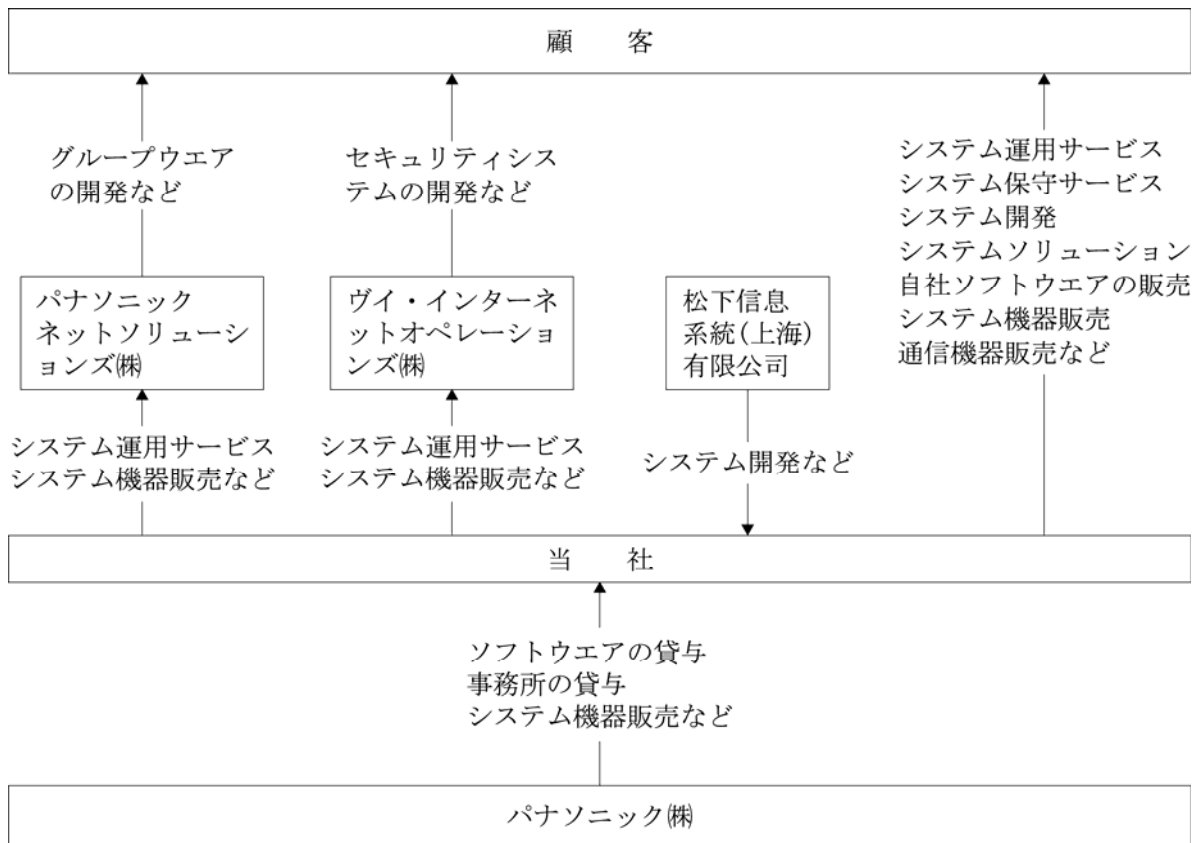 顧　　客
グループウエア
の開発など
セキュリティシス
テムの開発など
システム運用サービス
システム保守サービス
システム開発
システムソリューション
自社ソフトウエアの販売
システム機器販売
通信機器販売など
パナソニック
ネットソリューシ
ョンズ㈱
ヴイ・インターネ
ットオペレーショ
ンズ㈱
松下信息
系統(上海)
有限公司
システム運用サービス
システム機器販売など
システム運用サービス
システム機器販売など
システム開発など
当　　社
ソフトウエアの貸与
事務所の貸与
システム機器販売など
パナソニック㈱